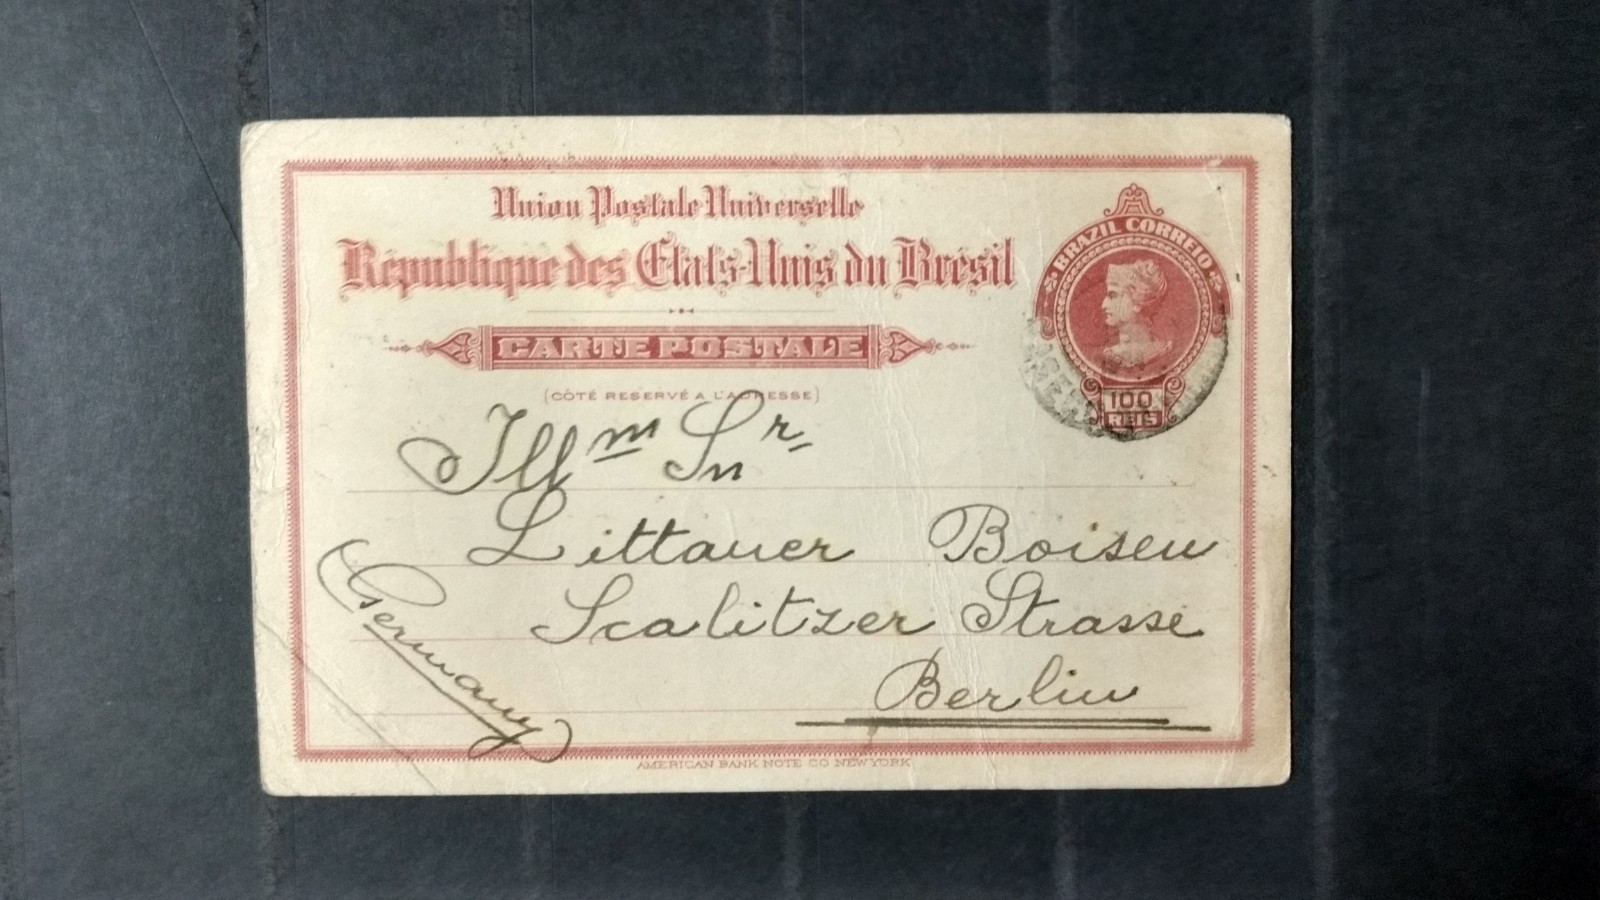 Union Postale Universelle
République des Etats-Unis du Brésil
BRAZIL CORREIO
CARTE POSTALE
(CÔTÉ RESERVÉ A L'ADRESSE)
100
REIS
Illm Snr
Littauer Boisen
Scalitzer Strasse
Berlin
Germany
AMERICAN BANK NOTE CO NEW YORK